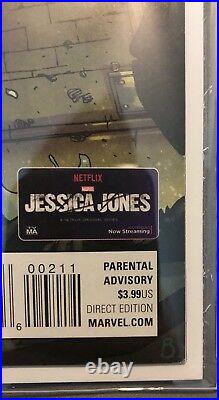 NETFLIX
MARVEL
JESSICA JONES
A NETFLIX ORIGINAL SERIES
MA
Now Streaming
00211
6
PARENTAL
ADVISORY
$3.99US
DIRECT EDITION
MARVEL.COM
B